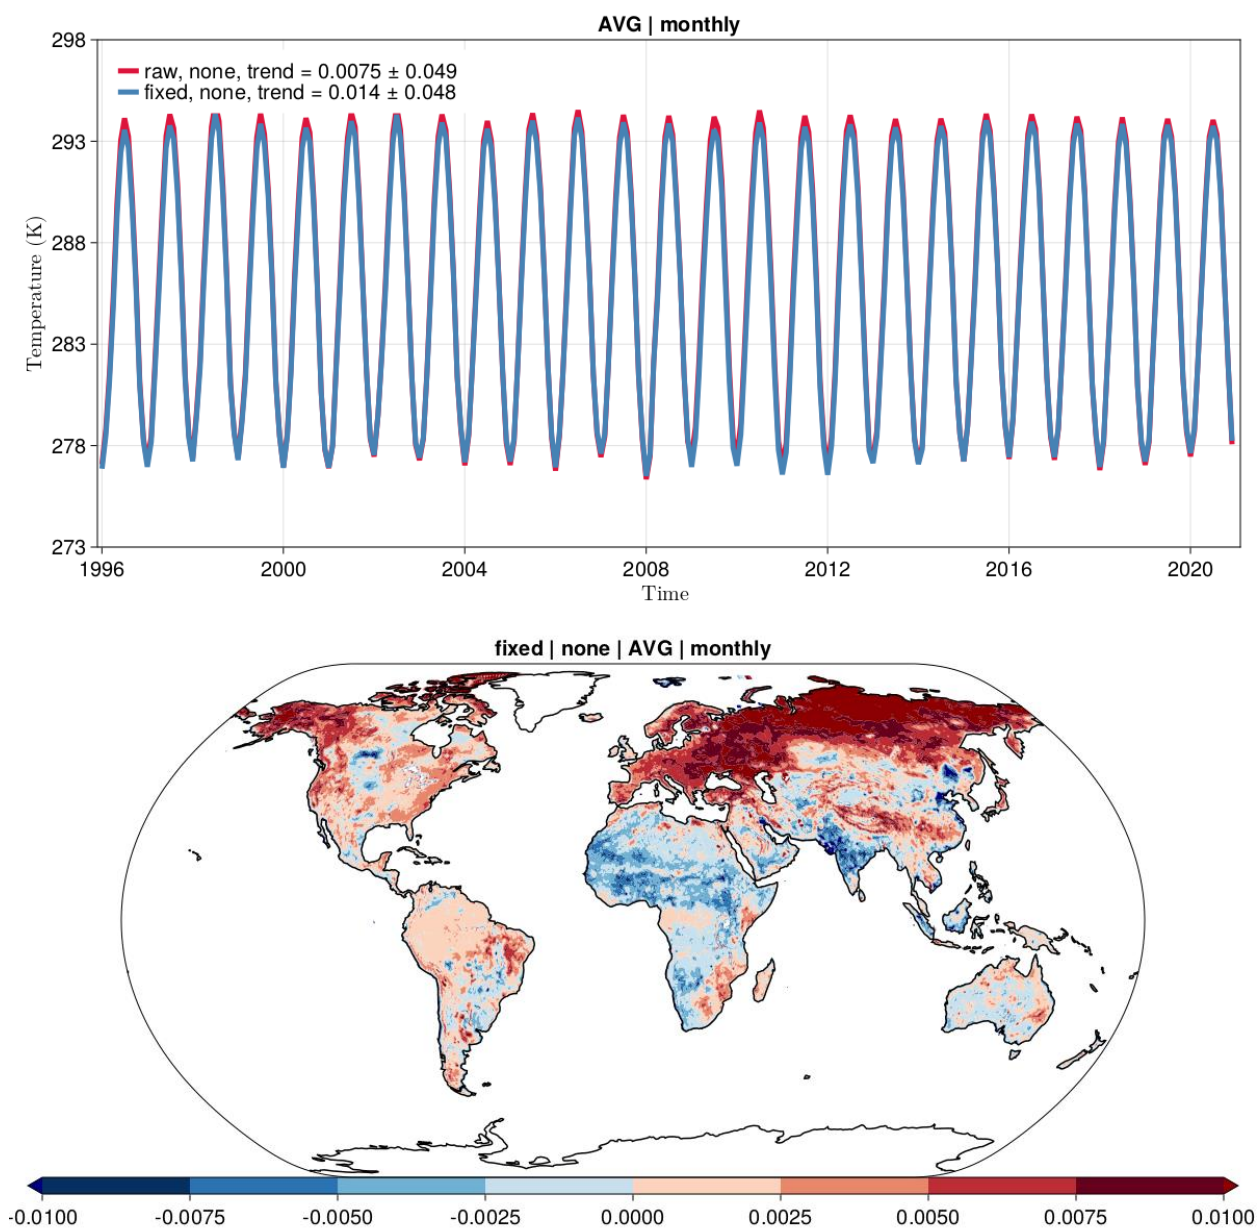 AVG | monthly
298
293
288
283
278
273
Temperature (K)
raw, none, trend = 0.0075 ± 0.049
fixed, none, trend = 0.014 ± 0.048
1996 2000 2004 2008 2012 2016 2020
Time
fixed | none | AVG | monthly
-0.0100 -0.0075 -0.0050 -0.0025 0.0000 0.0025 0.0050 0.0075 0.0100